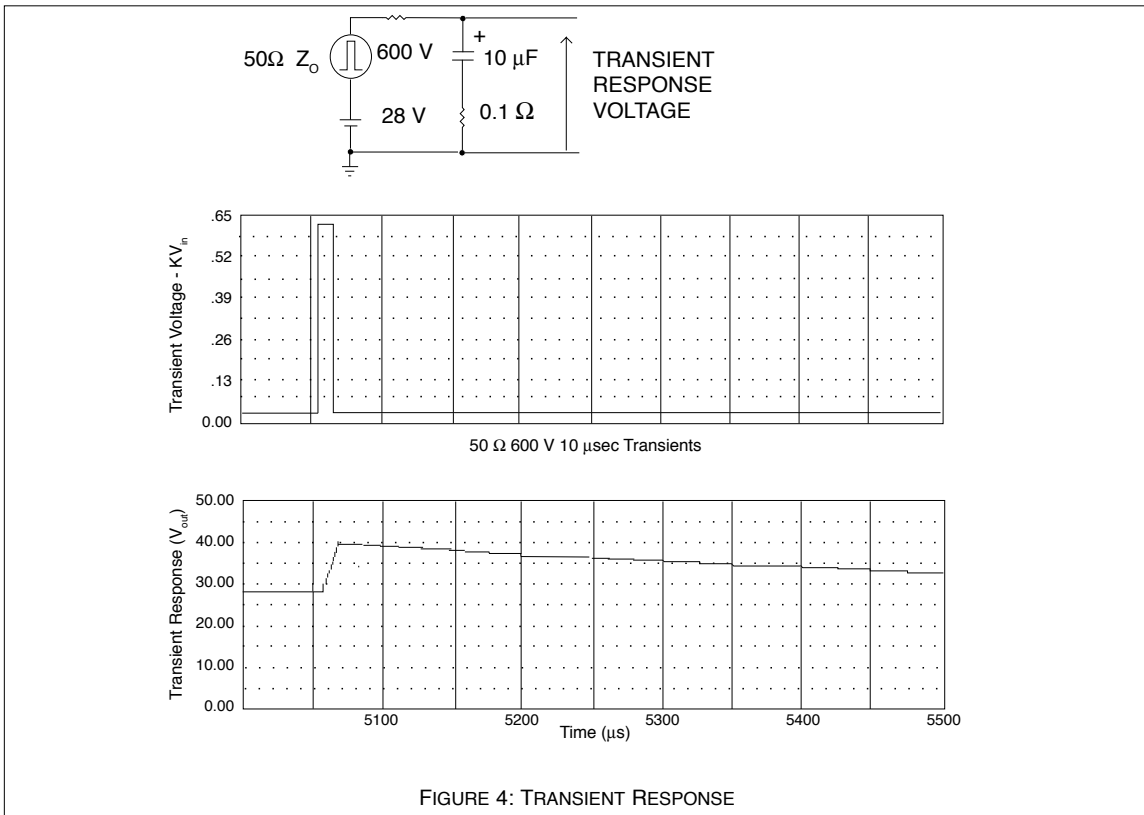 50Ω Z_O
600 V
+
10 µF
28 V
0.1 Ω
TRANSIENT
RESPONSE
VOLTAGE
Transient Voltage - KV_in
.65
.52
.39
.26
.13
0.00
50 Ω 600 V 10 µsec Transients
Transient Response (V_out)
50.00
40.00
30.00
20.00
10.00
0.00
5100 5200 5300 5400 5500
Time (µs)
FIGURE 4: TRANSIENT RESPONSE